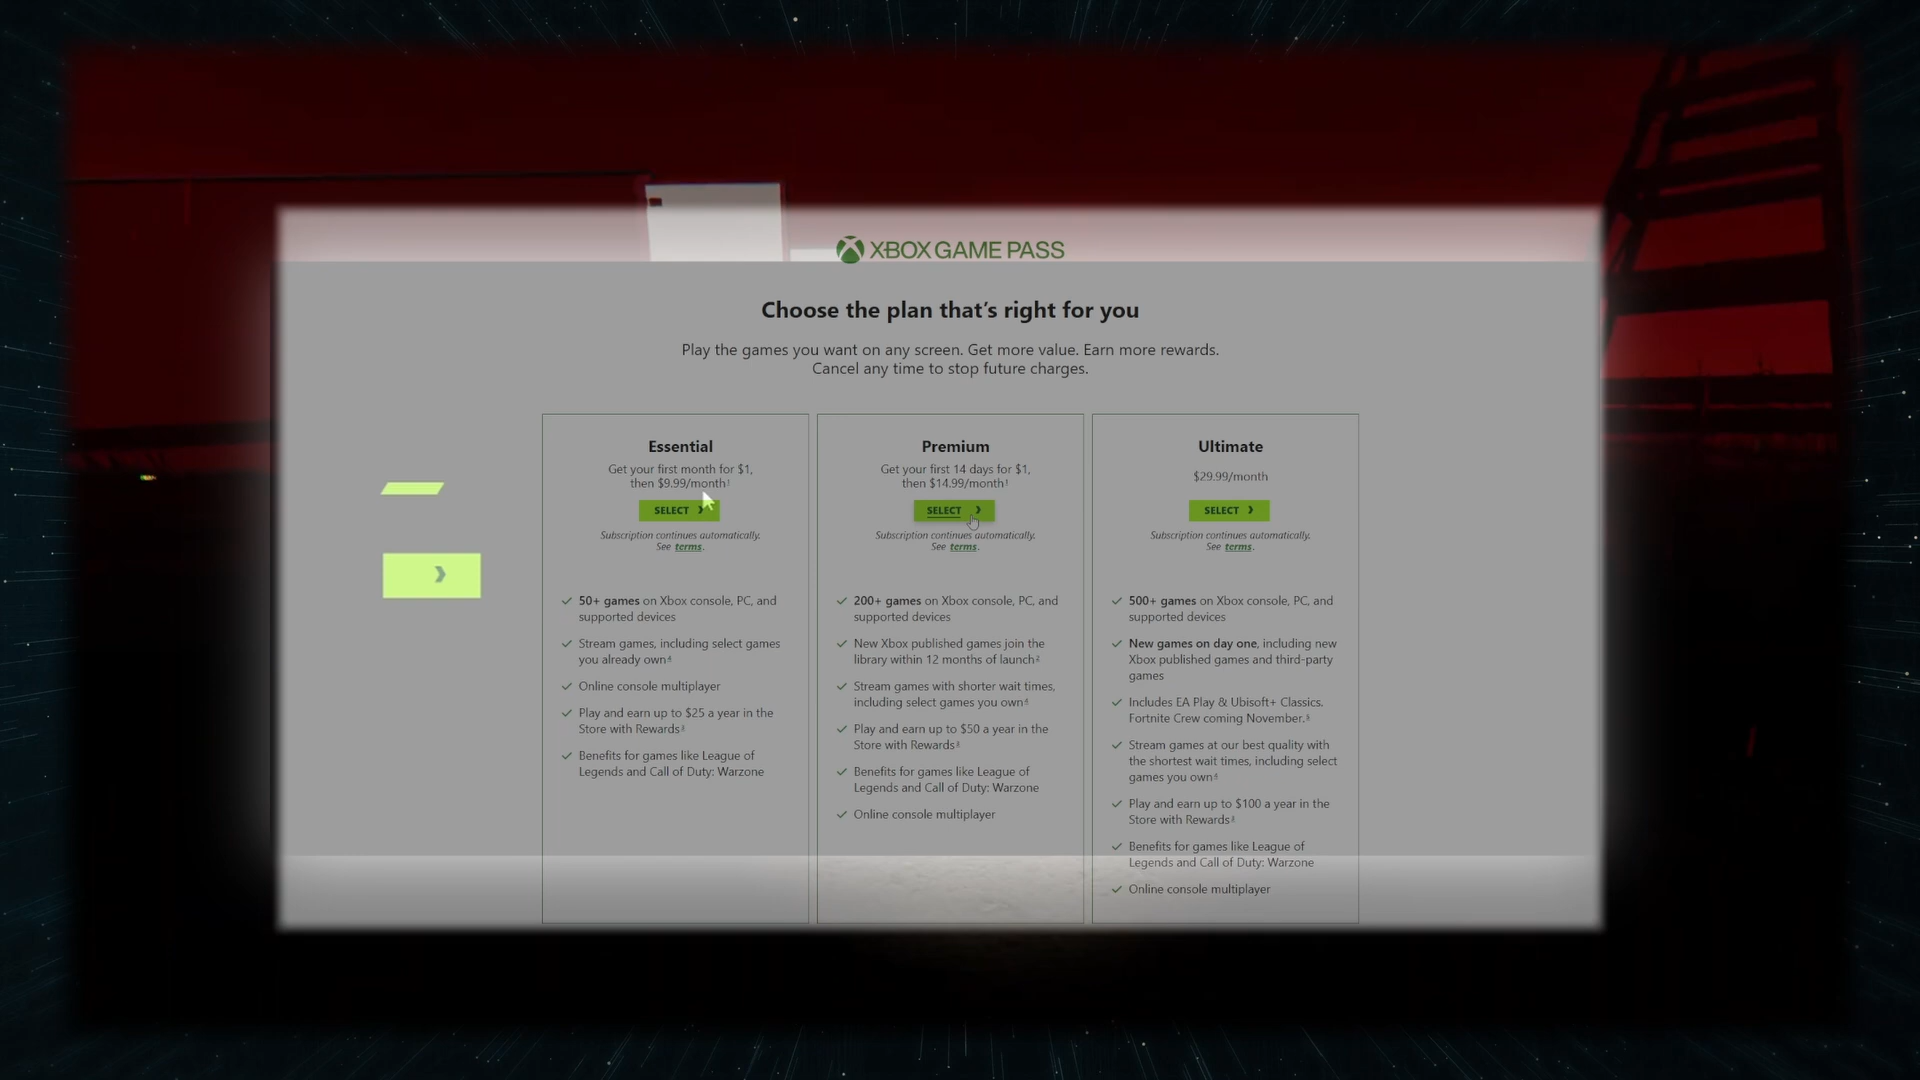 XBOX GAME PASS
Choose the plan that's right for you
Play the games you want on any screen. Get more value. Earn more rewards.
Cancel any time to stop future charges.
Essential
Get your first month for $1,
then $9.99/month¹
SELECT
Subscription continues automatically.
See terms.
50+ games on Xbox console, PC, and
supported devices
Stream games, including select games
you already own⁴
Online console multiplayer
Play and earn up to $25 a year in the
Store with Rewards³
Benefits for games like League of
Legends and Call of Duty: Warzone
Premium
Get your first 14 days for $1,
then $14.99/month¹
SELECT
Subscription continues automatically.
See terms.
200+ games on Xbox console, PC, and
supported devices
New Xbox published games join the
library within 12 months of launch²
Stream games with shorter wait times,
including select games you own⁴
Play and earn up to $50 a year in the
Store with Rewards³
Benefits for games like League of
Legends and Call of Duty: Warzone
Online console multiplayer
Ultimate
$29.99/month
SELECT
Subscription continues automatically.
See terms.
500+ games on Xbox console, PC, and
supported devices
New games on day one, including new
Xbox published games and third-party
games
Includes EA Play & Ubisoft+ Classics.
Fortnite Crew coming November.⁵
Stream games at our best quality with
the shortest wait times, including select
games you own⁴
Play and earn up to $100 a year in the
Store with Rewards³
Benefits for games like League of
Legends and Call of Duty: Warzone
Online console multiplayer